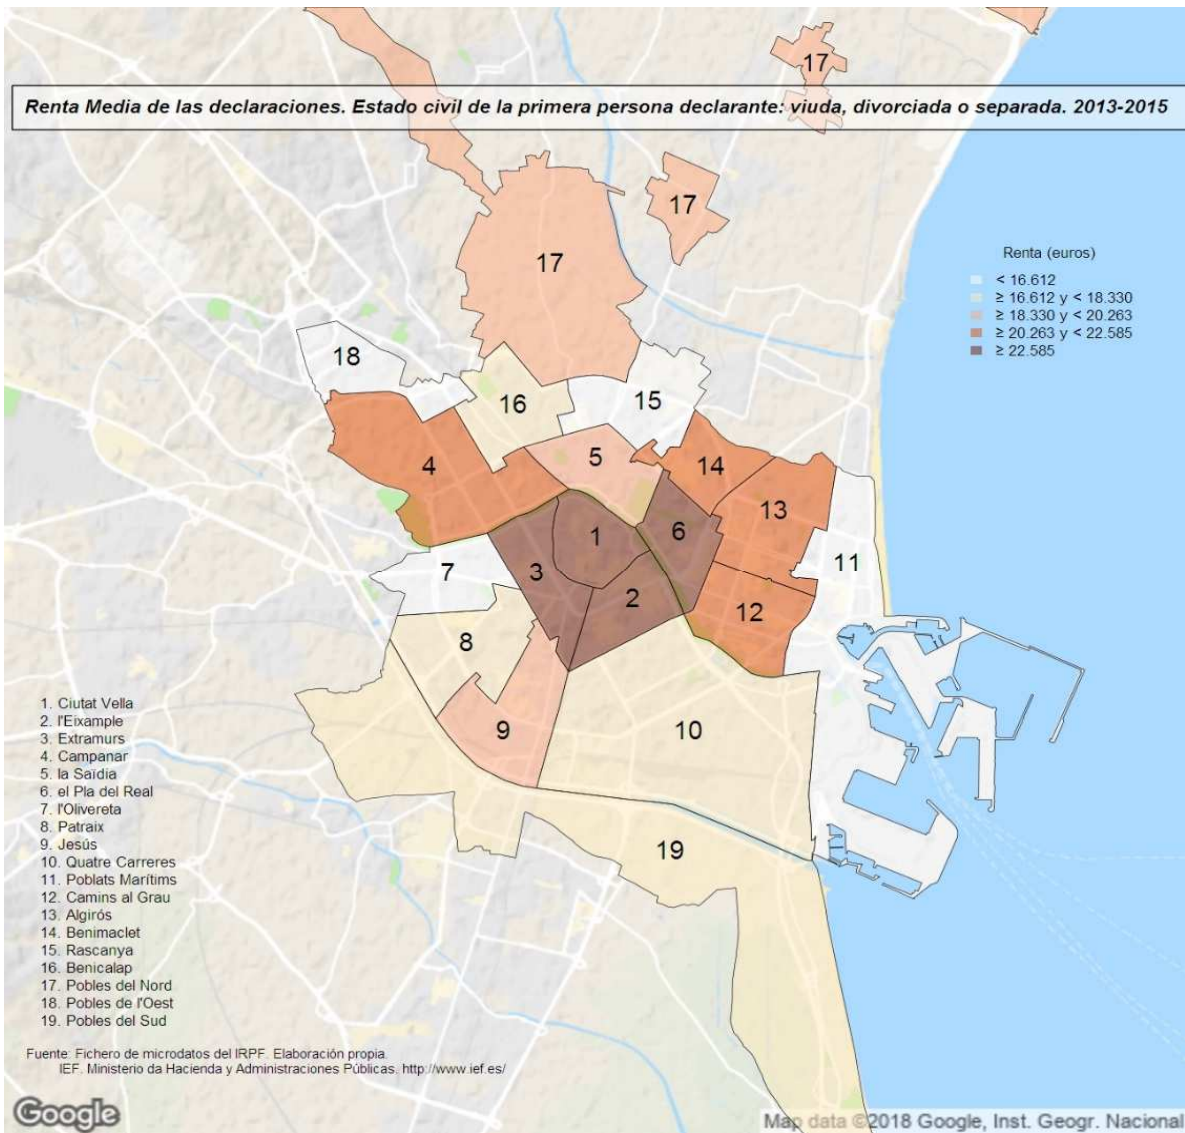 17
Renta Media de las declaraciones. Estado civil de la primera persona declarante: viuda, divorciada o separada. 2013-2015
17
17
Renta (euros)
< 16.612
≥ 16.612 y < 18.330
≥ 18.330 y < 20.263
≥ 20.263 y < 22.585
≥ 22.585
18
16
15
4
5
14
13
1
6
11
7
3
2
12
8
9
10
19
1. Ciutat Vella
2. l'Eixample
3. Extramurs
4. Campanar
5. la Saïdia
6. el Pla del Real
7. l'Olivereta
8. Patraix
9. Jesús
10. Quatre Carreres
11. Poblats Marítims
12. Camins al Grau
13. Algirós
14. Benimaclet
15. Rascanya
16. Benicalap
17. Pobles del Nord
18. Pobles de l'Oest
19. Pobles del Sud
Fuente: Fichero de microdatos del IRPF. Elaboración propia.
IEF. Ministerio da Hacienda y Administraciones Públicas. http://www.ief.es/
Google
Map data ©2018 Google, Inst. Geogr. Nacional